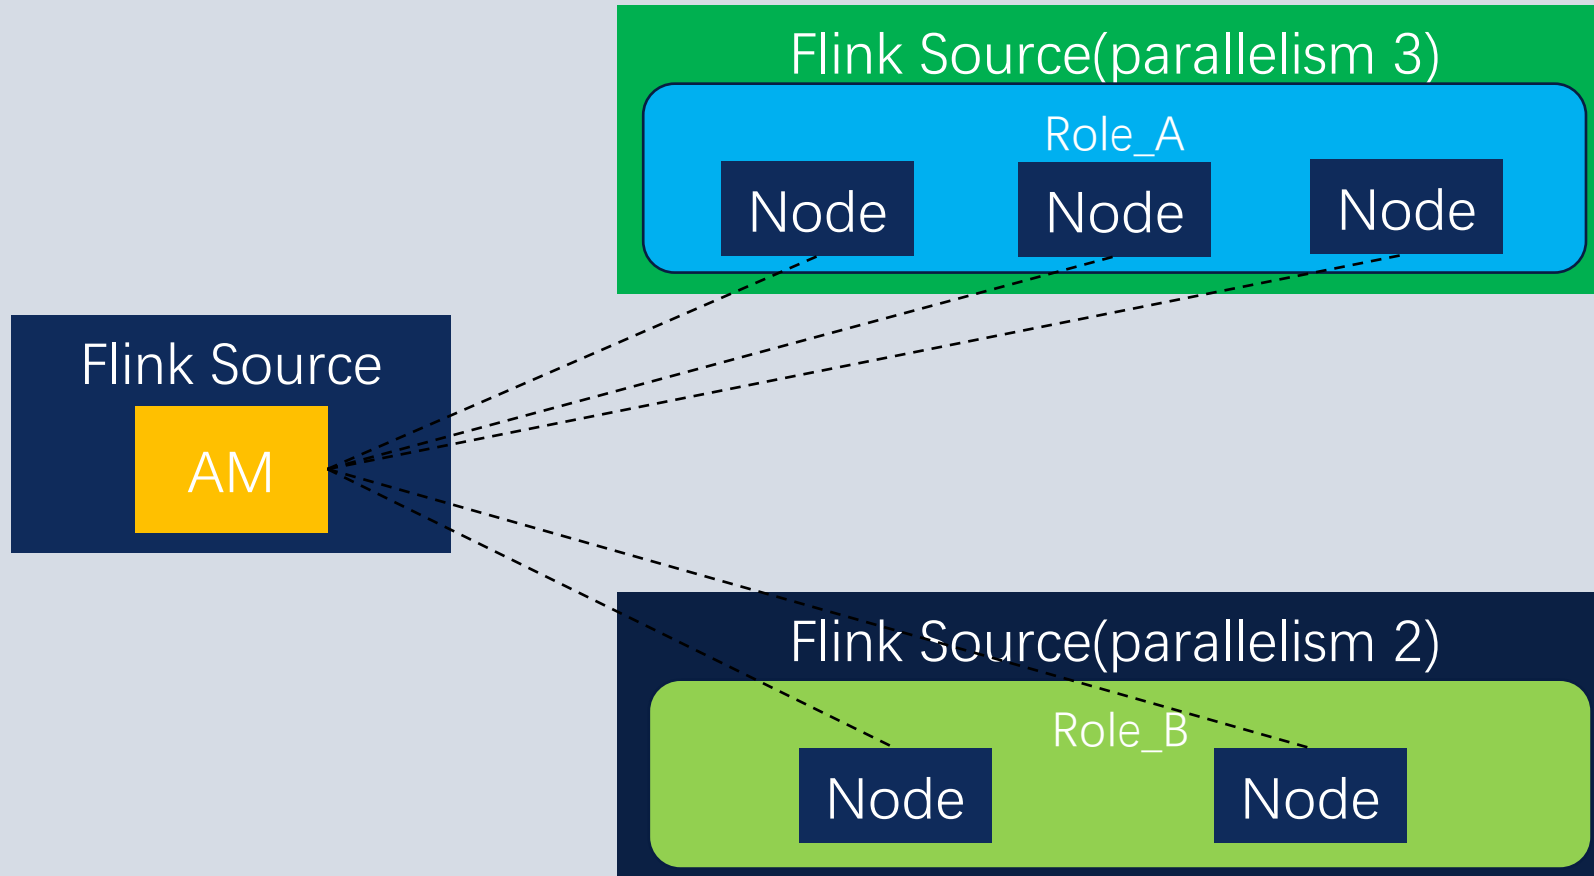 Flink Source(parallelism 3)
Role_A
Node
Node
Node
Flink Source
AM
Flink Source(parallelism 2)
Role_B
Node
Node